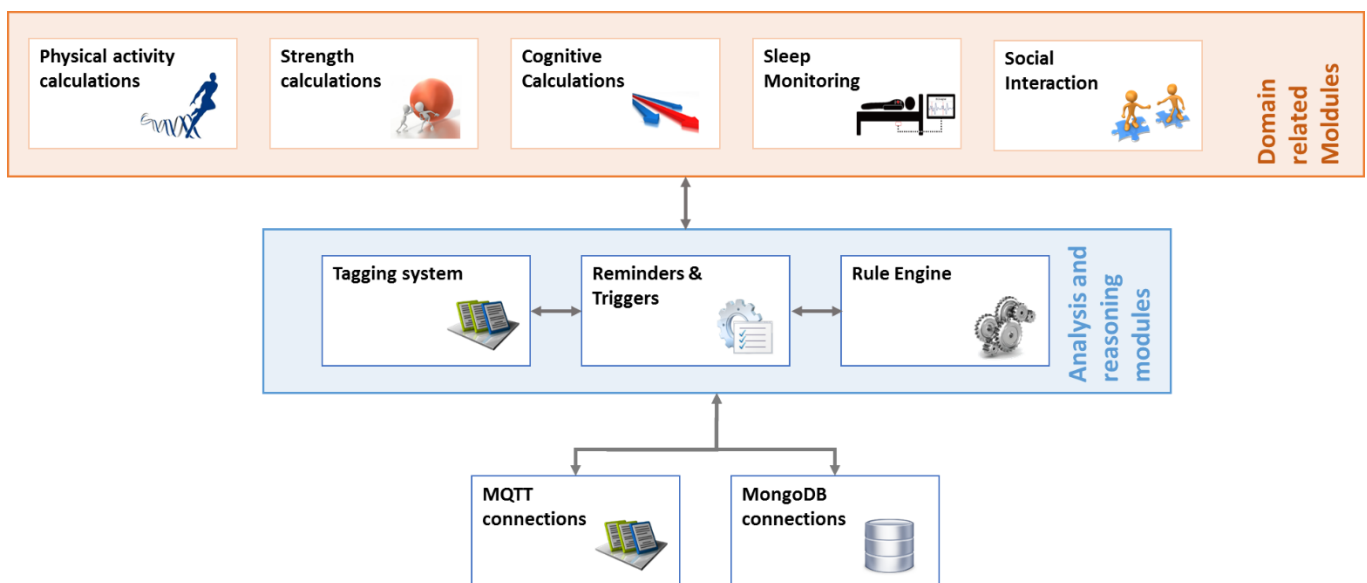 Physical activity
calculations
Strength
calculations
Cognitive
Calculations
Sleep
Monitoring
Social
Interaction
Domain
related
Moldules
Tagging system
Reminders &
Triggers
Rule Engine
Analysis and
reasoning
modules
MQTT
connections
MongoDB
connections